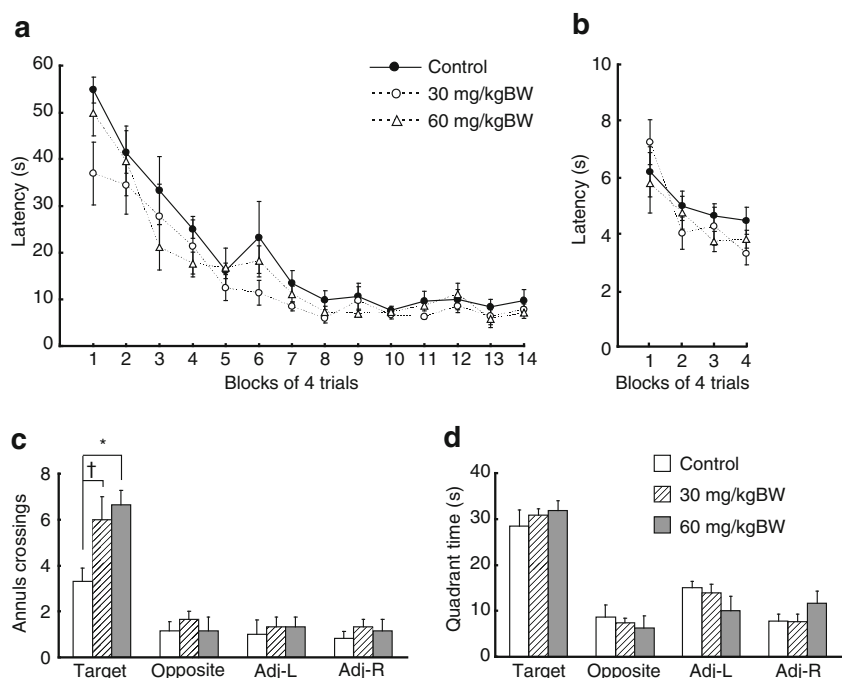 a
60
50
40
30
20
10
0
Latency (s)
1 2 3 4 5 6 7 8 9 10 11 12 13 14
Blocks of 4 trials
Control
30 mg/kgBW
60 mg/kgBW
b
10
8
6
4
2
0
Latency (s)
1 2 3 4
Blocks of 4 trials
c
8
6
4
2
0
Annuls crossings
†
*
Target Opposite Adj-L Adj-R
d
40
30
20
10
0
Quadrant time (s)
Control
30 mg/kgBW
60 mg/kgBW
Target Opposite Adj-L Adj-R